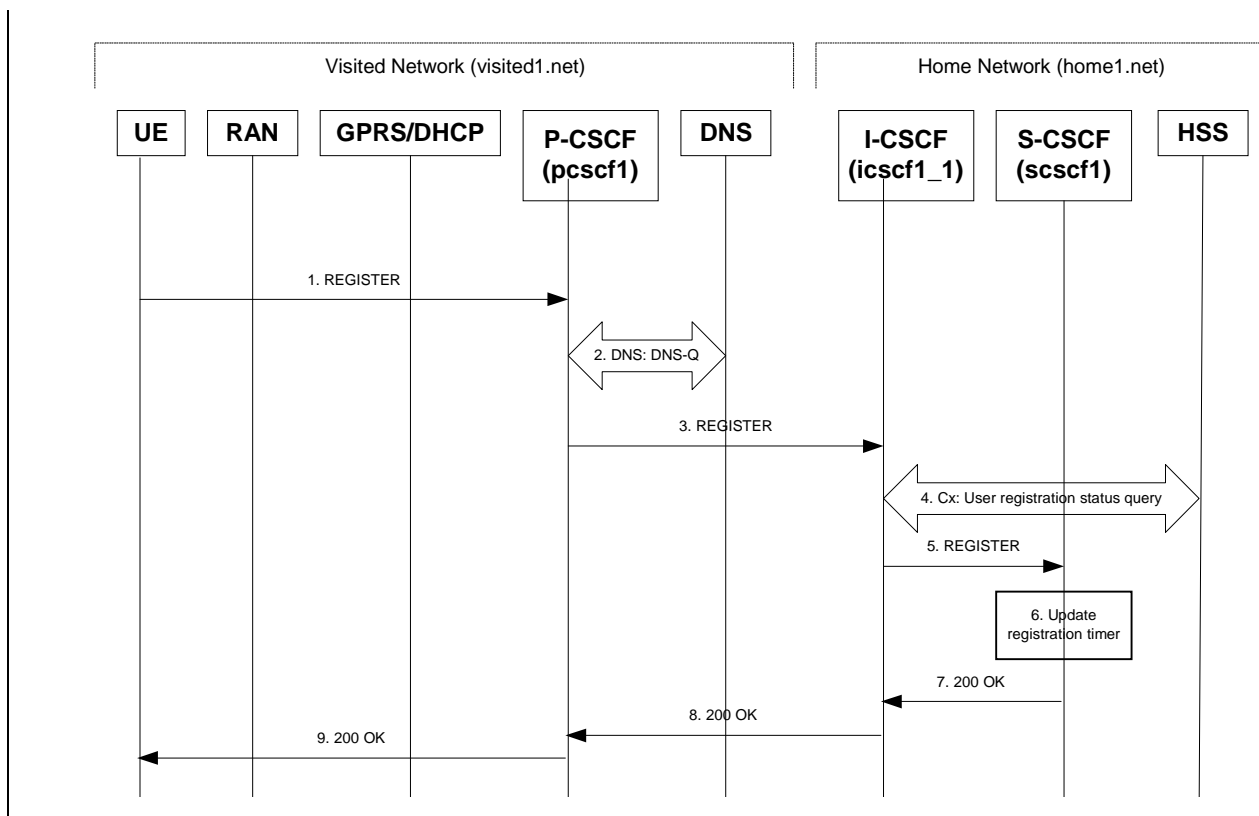 Visited Network (visited1.net)
Home Network (home1.net)
UE
RAN
GPRS/DHCP
P-CSCF
(pcscf1)
DNS
I-CSCF
(icscf1_1)
S-CSCF
(scscf1)
HSS
1. REGISTER
2. DNS: DNS-Q
3. REGISTER
4. Cx: User registration status query
5. REGISTER
6. Update
registration timer
7. 200 OK
8. 200 OK
9. 200 OK